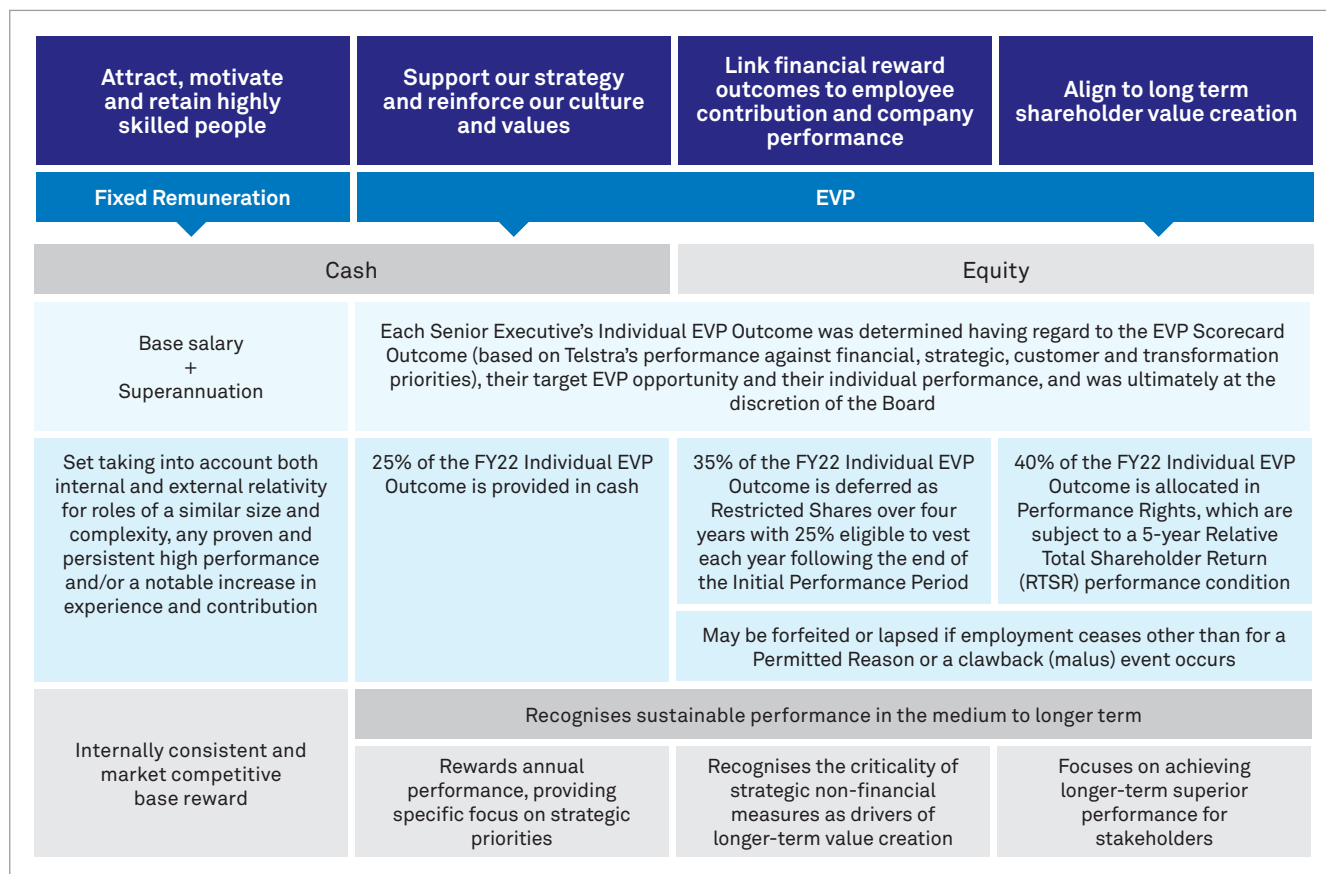 Attract, motivate
and retain highly
skilled people
Support our strategy
and reinforce our culture
and values
Link financial reward
outcomes to employee
contribution and company
performance
Align to long term
shareholder value creation
Fixed Remuneration
EVP
Cash
Equity
Base salary
+
Superannuation
Each Senior Executive's Individual EVP Outcome was determined having regard to the EVP Scorecard
Outcome (based on Telstra's performance against financial, strategic, customer and transformation
priorities), their target EVP opportunity and their individual performance, and was ultimately at the
discretion of the Board
Set taking into account both
internal and external relativity
for roles of a similar size and
complexity, any proven and
persistent high performance
and/or a notable increase in
experience and contribution
25% of the FY22 Individual EVP
Outcome is provided in cash
35% of the FY22 Individual EVP
Outcome is deferred as
Restricted Shares over four
years with 25% eligible to vest
each year following the end of
the Initial Performance Period
40% of the FY22 Individual EVP
Outcome is allocated in
Performance Rights, which are
subject to a 5-year Relative
Total Shareholder Return
(RTSR) performance condition
May be forfeited or lapsed if employment ceases other than for a
Permitted Reason or a clawback (malus) event occurs
Internally consistent and
market competitive
base reward
Recognises sustainable performance in the medium to longer term
Rewards annual
performance, providing
specific focus on strategic
priorities
Recognises the criticality of
strategic non-financial
measures as drivers of
longer-term value creation
Focuses on achieving
longer-term superior
performance for
stakeholders